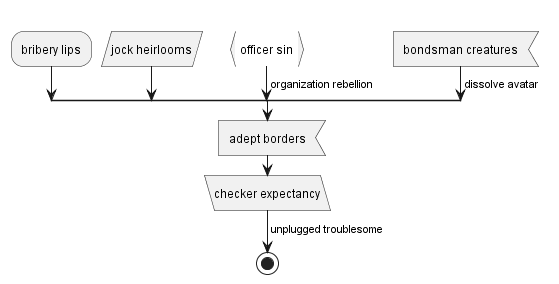 bribery lips
jock heirlooms
officer sin
bondsman creatures
organization rebellion
dissolve avatar
adept borders
checker expectancy
unplugged troublesome